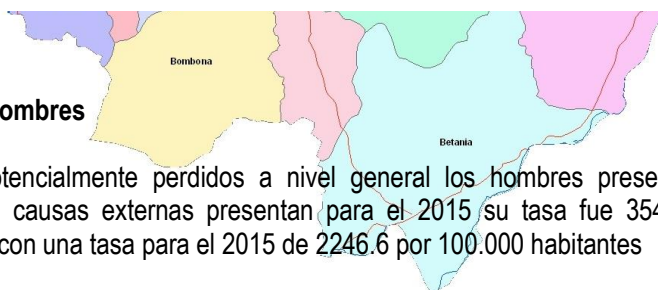 Bombona
ombres
Betania
otencialmente perdidos a nivel general los hombres prese
causas externas presentan para el 2015 su tasa fue 354
con una tasa para el 2015 de 2246.6 por 100.000 habitantes